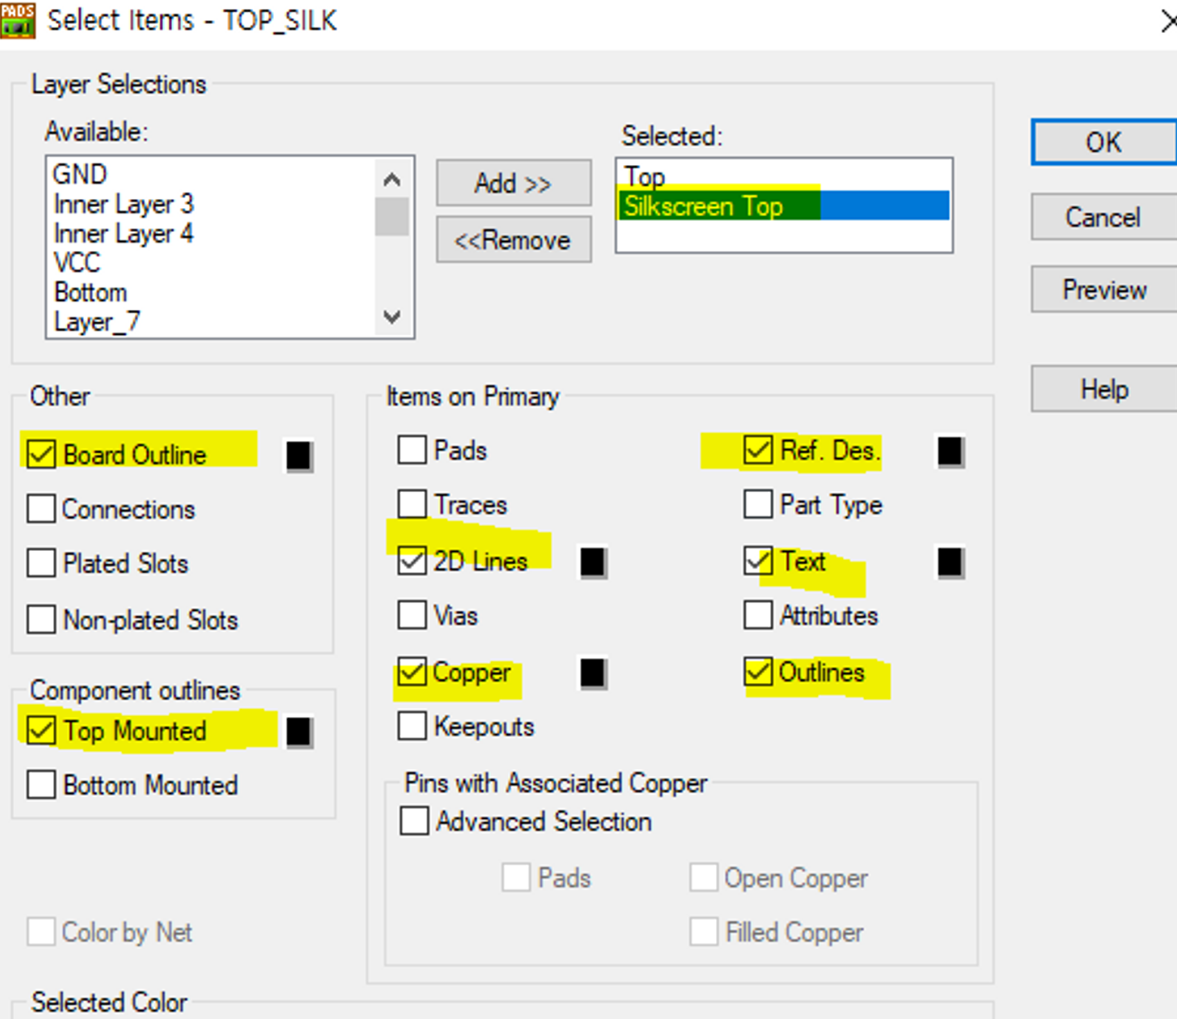 PADS
Select Items - TOP_SILK
Layer Selections
Available:
Selected:
GND
Inner Layer 3
Inner Layer 4
VCC
Bottom
Layer_7
Add >>
<<Remove
Top
Silkscreen Top
OK
Cancel
Preview
Help
Other
Board Outline
Connections
Plated Slots
Non-plated Slots
Component outlines
Top Mounted
Bottom Mounted
Color by Net
Items on Primary
Pads
Ref. Des.
Traces
Part Type
2D Lines
Text
Vias
Attributes
Copper
Outlines
Keepouts
Pins with Associated Copper
Advanced Selection
Pads
Open Copper
Filled Copper
Selected Color